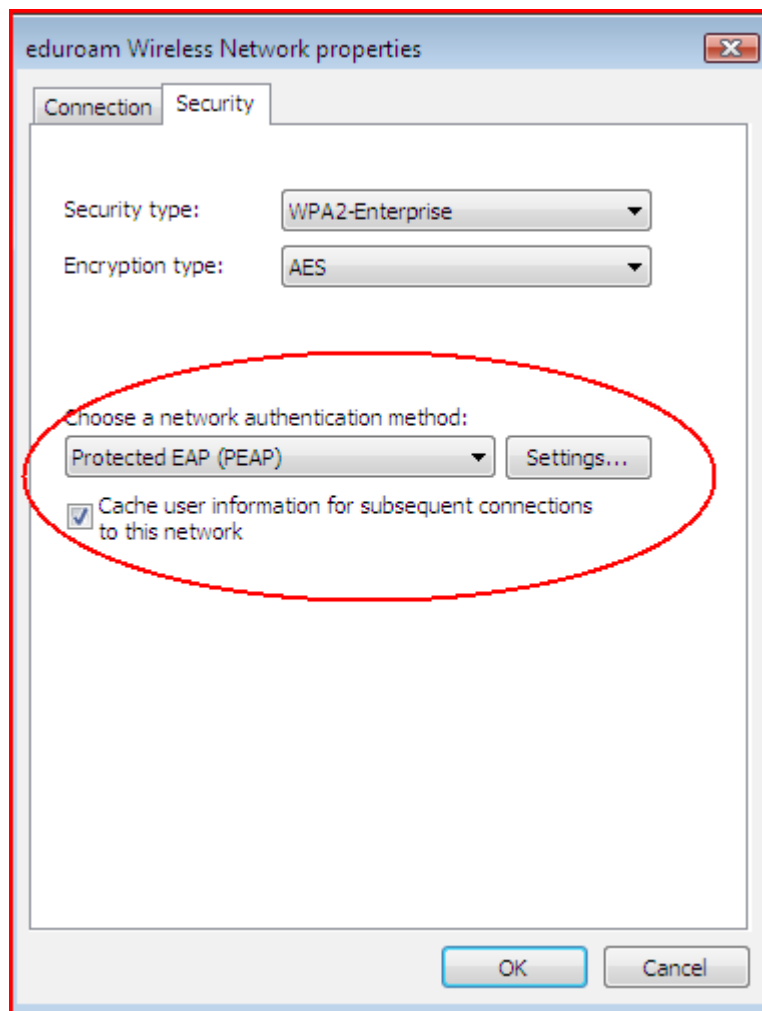 eduroam Wireless Network properties
Connection
Security
Security type:
WPA2-Enterprise
Encryption type:
AES
Choose a network authentication method:
Protected EAP (PEAP)
Settings...
Cache user information for subsequent connections
to this network
OK
Cancel